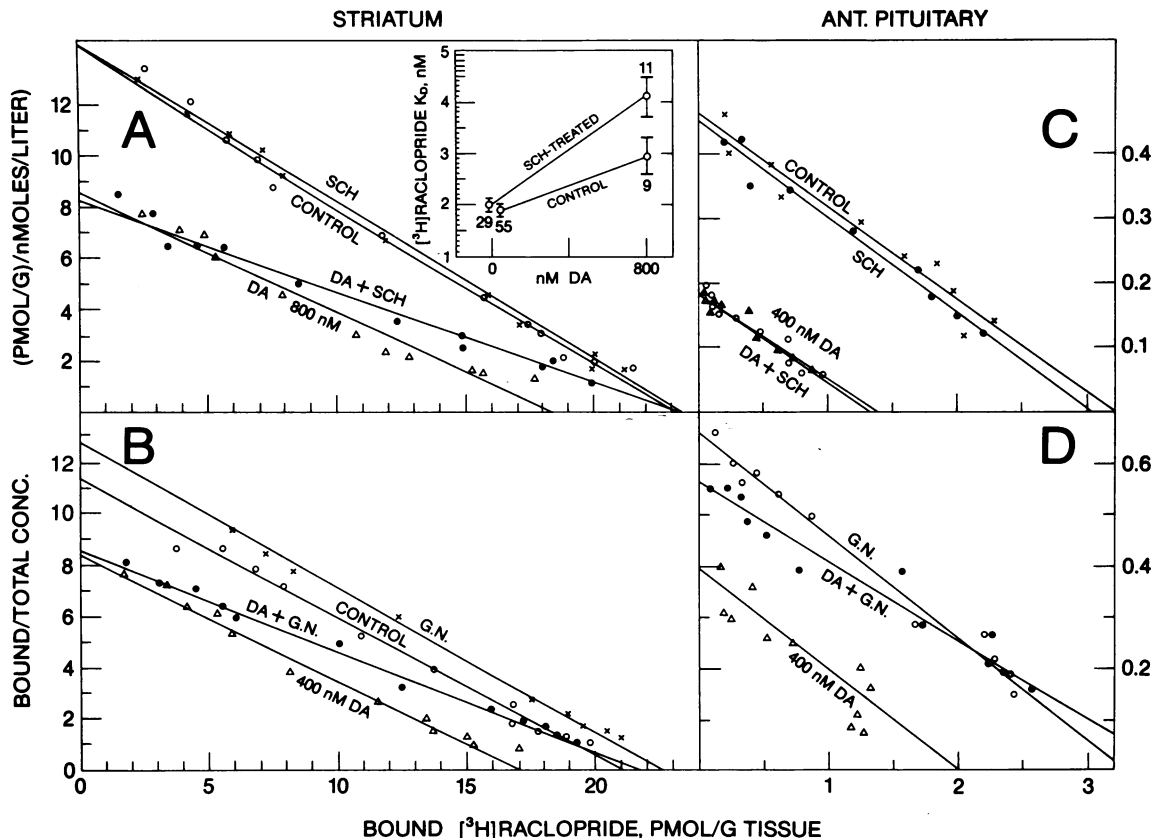 STRIATUM
ANT. PITUITARY
(PMOL/G)/nMOLES/LITER)
BOUND/TOTAL CONC.
A
12
10
8
6
4
2
SCH
CONTROL
DA + SCH
DA
800 nM
[³H]RACLOPRIDE K_D, nM
5
4
3
2
1
11
SCH-TREATED
CONTROL
9
29
55
0
800
nM DA
C
CONTROL
SCH
400 nM DA
DA + SCH
0.4
0.3
0.2
0.1
B
12
10
8
6
4
2
0
G.N.
CONTROL
DA + G.N.
400 nM DA
0
5
10
15
20
D
G.N.
DA + G.N.
400 nM DA
0.6
0.4
0.2
1
2
3
BOUND [³H]RACLOPRIDE, PMOL/G TISSUE